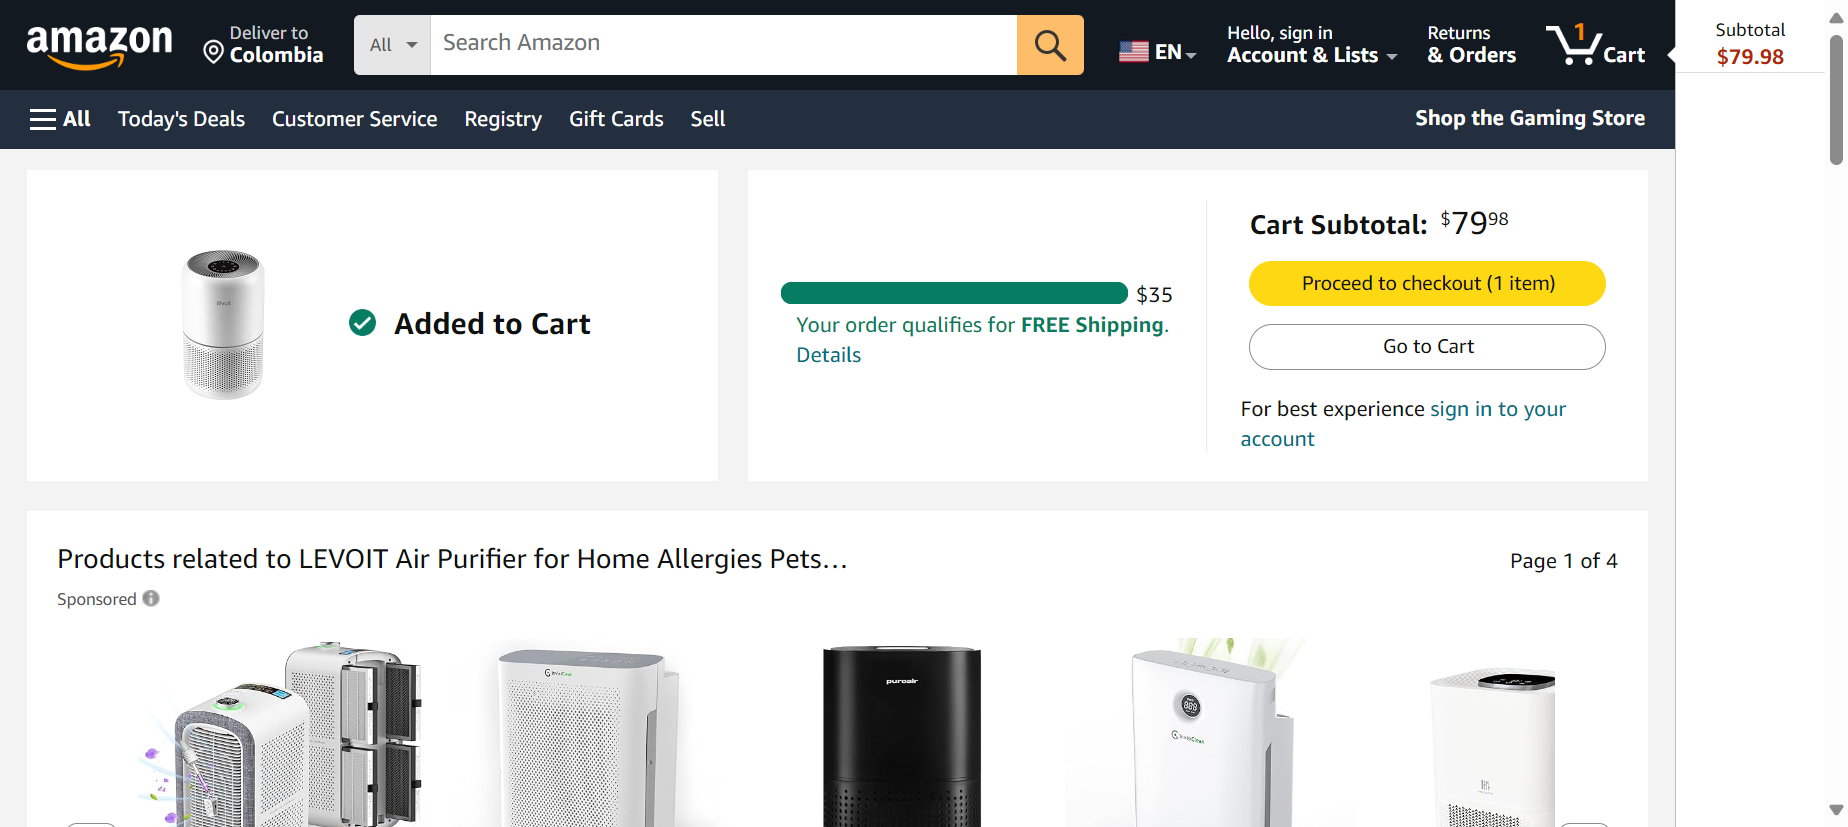 amazon
Deliver to
Colombia
All
Search Amazon
EN
Hello, sign in
Account & Lists
Returns
& Orders
1
Cart
Subtotal
$79.98
All
Today's Deals
Customer Service
Registry
Gift Cards
Sell
Shop the Gaming Store
levoit
Added to Cart
$35
Your order qualifies for FREE Shipping.
Details
Cart Subtotal: $79 98
Proceed to checkout (1 item)
Go to Cart
For best experience sign in to your
account
Products related to LEVOIT Air Purifier for Home Allergies Pets…
Page 1 of 4
Sponsored
puroair